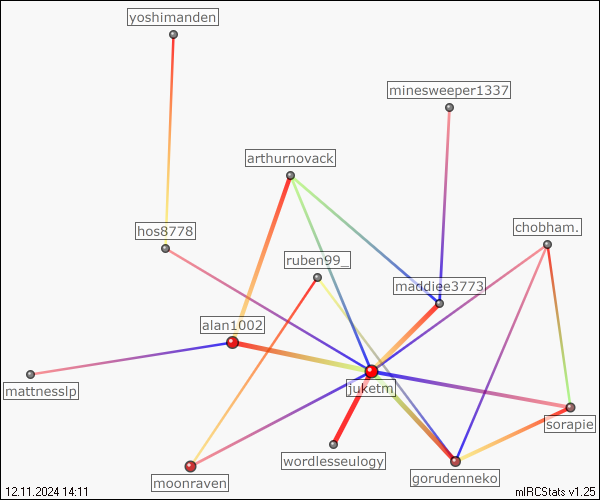 yoshimanden
minesweeper1337
arthurnovack
chobham.
hos8778
ruben99_
maddiee3773
alan1002
juketm
mattnesslp
sorapie
wordlesseulogy
gorudenneko
moonraven
12.11.2024 14:11
mIRCStats v1.25